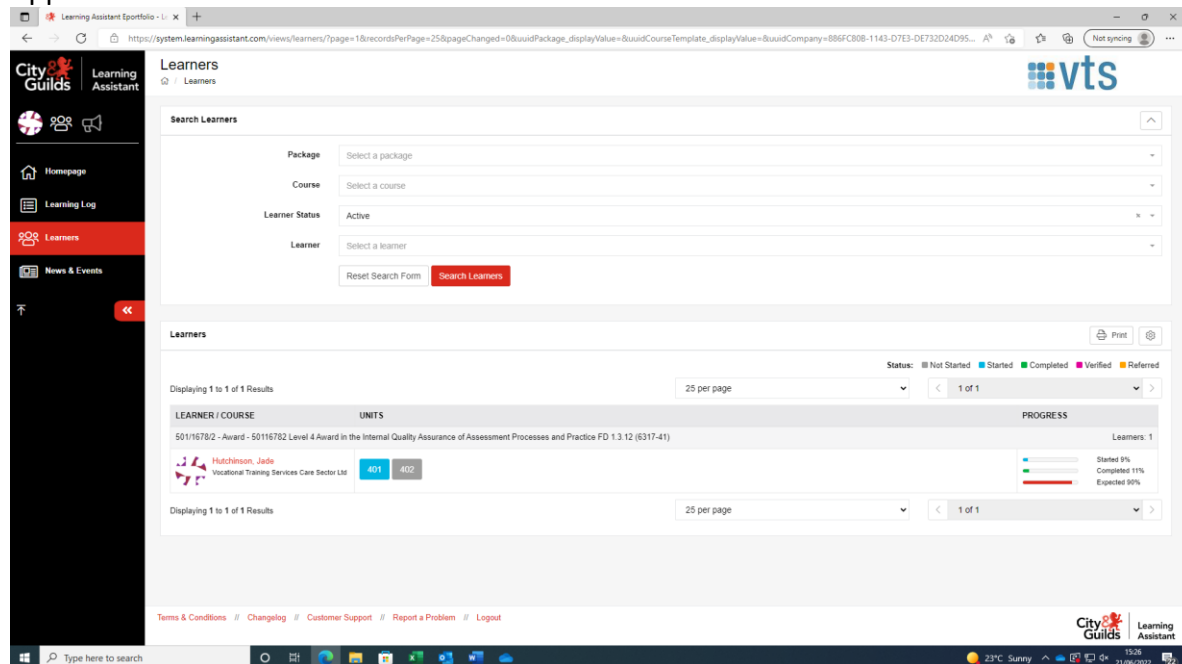 Learning Assistant Eportfolio - L
https://system.learningassistant.com/views/learners/?page=1&recordsPerPage=25&pageChanged=0&uuidPackage_displayValue=&uuidCourseTemplate_displayValue=&uuidCompany=886FC80B-1143-D7E3-DE732D24D95...
Not syncing
City & Guilds
Learning Assistant
Learners
Learners
vts
Search Learners
Package Select a package
Homepage
Course Select a course
Learning Log
Learner Status Active
Learners
Learner Select a learner
News & Events
Reset Search Form Search Learners
Learners
Print
Status: Not Started Started Completed Verified Referred
Displaying 1 to 1 of 1 Results 25 per page 1 of 1
LEARNER / COURSE UNITS PROGRESS
501/1678/2 - Award - 50116782 Level 4 Award in the Internal Quality Assurance of Assessment Processes and Practice FD 1.3.12 (6317-41) Learners: 1
Hutchinson, Jade
Vocational Training Services Care Sector Ltd
401 402
Started 9%
Completed 11%
Expected 90%
Displaying 1 to 1 of 1 Results 25 per page 1 of 1
Terms & Conditions // Changelog // Customer Support // Report a Problem // Logout
City & Guilds
Learning Assistant
Type here to search
23°C Sunny
15:26
21/06/2022
22